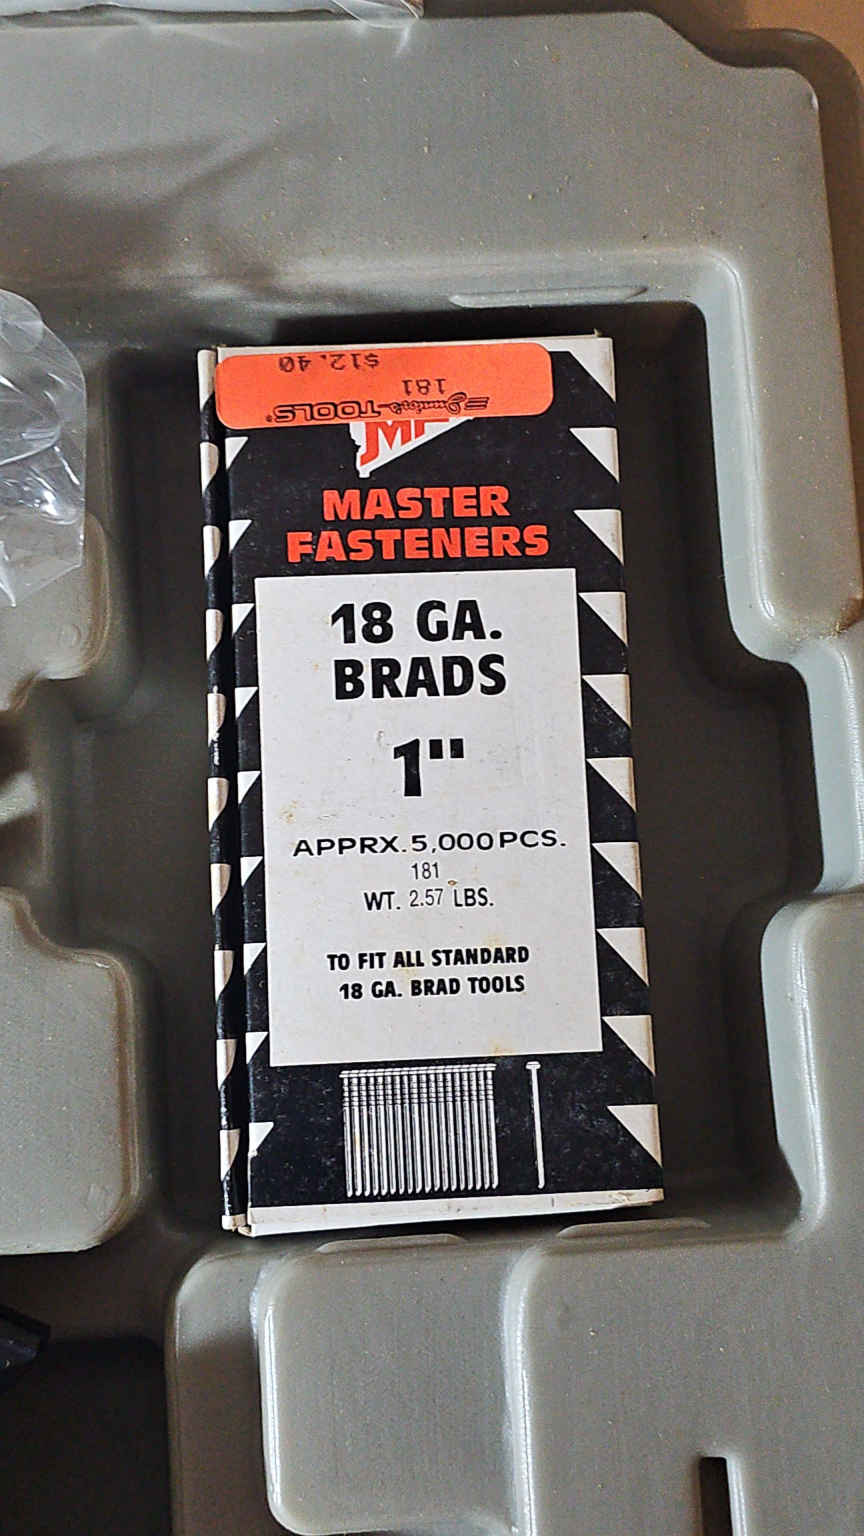 $12.40
181
TOOLS®
MASTER
FASTENERS
18 GA.
BRADS
1"
APPRX. 5,000 PCS.
181
WT. 2.57 LBS.
TO FIT ALL STANDARD
18 GA. BRAD TOOLS